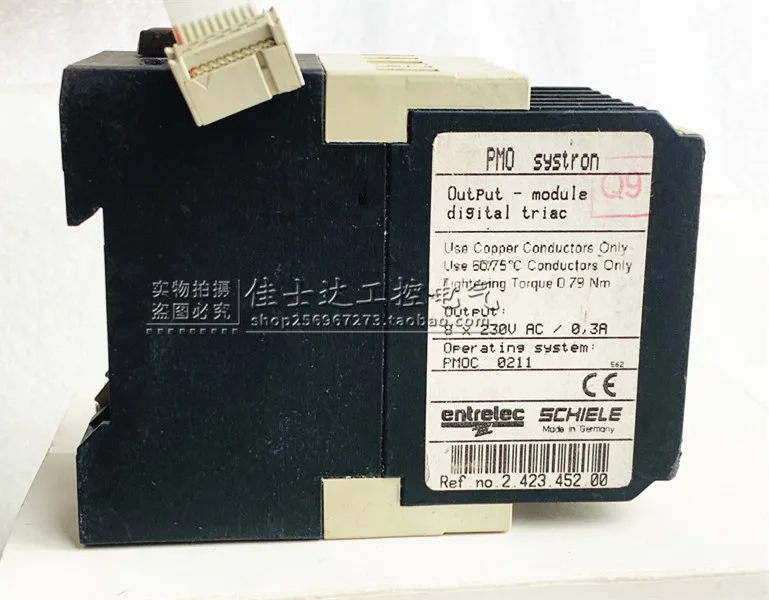 PMO systron
Q9
Output - module
digital triac
Use Copper Conductors Only
Use 60/75°C Conductors Only
Tightening Torque 0.79 Nm
实物拍摄
盗图必究
佳士达工控电气
shop256967273.taobao.com
Output:
8 x 230V AC / 0,3A
Operating system:
PMOC 0211
562
CE
entrelec SCHIELE
Made in Germany
Ref no.2.423.452.00